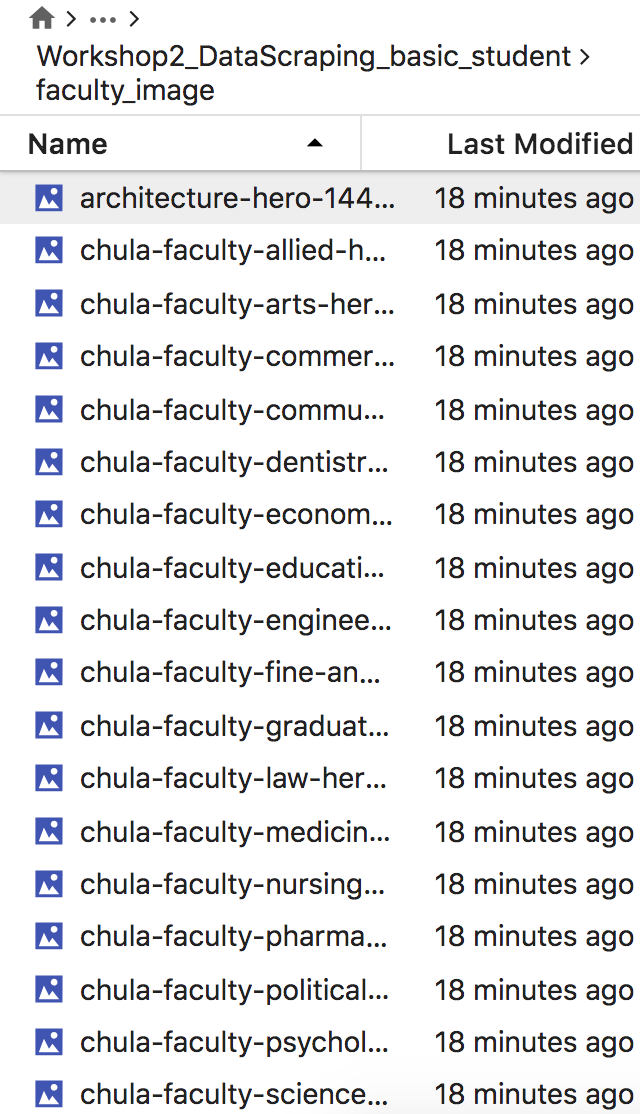 > ... >
Workshop2_DataScraping_basic_student >
faculty_image
Name Last Modified
architecture-hero-144... 18 minutes ago
chula-faculty-allied-h... 18 minutes ago
chula-faculty-arts-her... 18 minutes ago
chula-faculty-commer... 18 minutes ago
chula-faculty-commu... 18 minutes ago
chula-faculty-dentistr... 18 minutes ago
chula-faculty-econom... 18 minutes ago
chula-faculty-educati... 18 minutes ago
chula-faculty-enginee... 18 minutes ago
chula-faculty-fine-an... 18 minutes ago
chula-faculty-graduat... 18 minutes ago
chula-faculty-law-her... 18 minutes ago
chula-faculty-medicin... 18 minutes ago
chula-faculty-nursing... 18 minutes ago
chula-faculty-pharma... 18 minutes ago
chula-faculty-political... 18 minutes ago
chula-faculty-psychol... 18 minutes ago
chula-faculty-science... 18 minutes ago